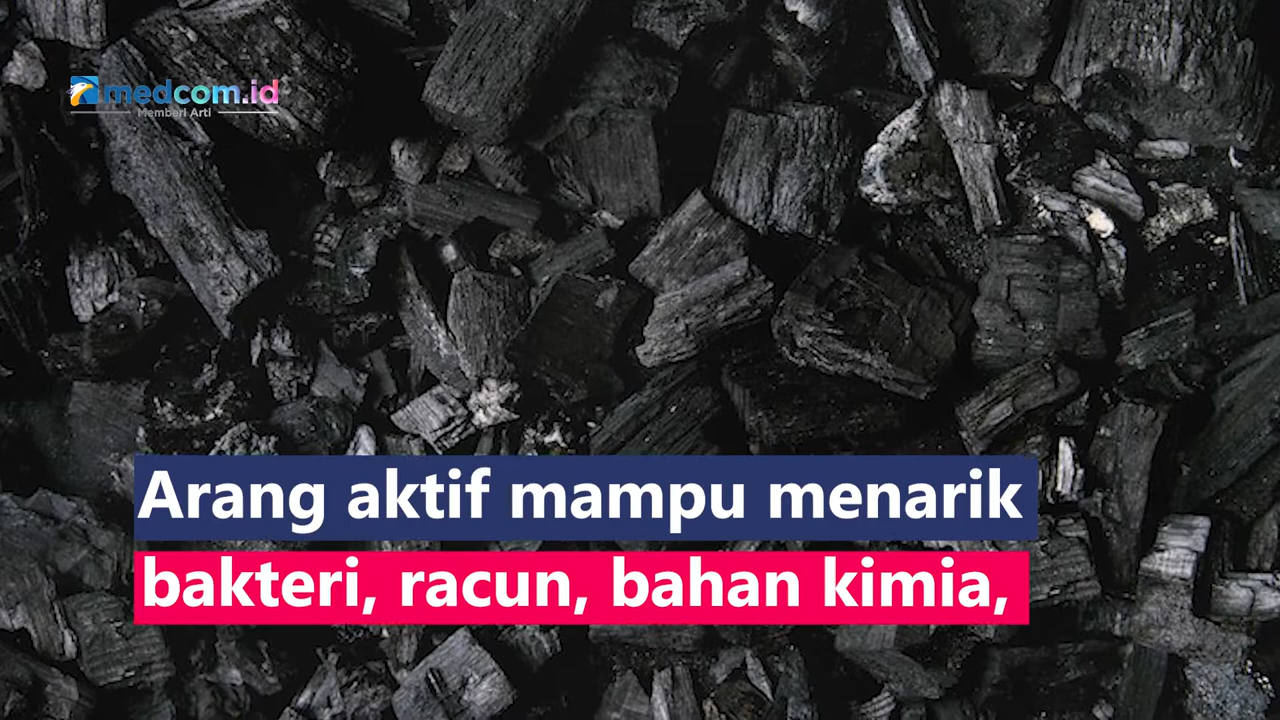 medcom.id
Memberi Arti
Arang aktif mampu menarik
bakteri, racun, bahan kimia,